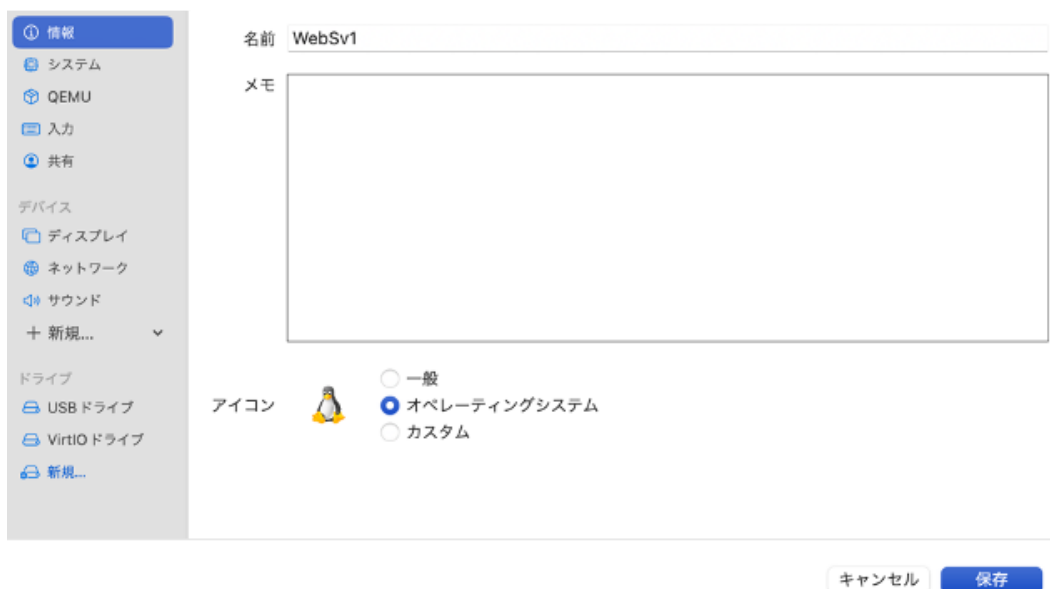 情報
システム
QEMU
入力
共有
デバイス
ディスプレイ
ネットワーク
サウンド
新規...
ドライブ
USB ドライブ
VirtIO ドライブ
新規...
名前 WebSv1
メモ
アイコン
一般
オペレーティングシステム
カスタム
キャンセル 保存